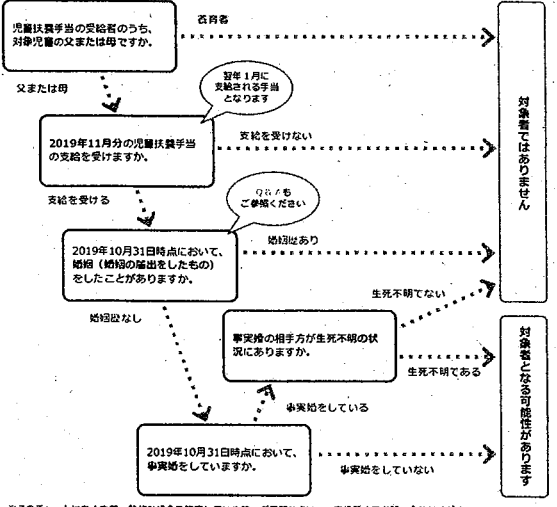 児童扶養手当の受給者のうち、
対象児童の父または母ですか。
養育者
父または母
翌年1月に
支給される手当
となります
2019年11月分の児童扶養手当
の支給を受けますか。
支給を受けない
支給を受ける
Q&7も
ご参照ください
2019年10月31日時点において、
婚姻（婚姻の届出をしたもの）
をしたことがありますか。
婚姻歴あり
婚姻歴なし
生死不明でない
事実婚の相手方が生死不明の状
況にありますか。
生死不明である
事実婚をしている
2019年10月31日時点において、
事実婚をしていますか。
事実婚をしていない
対象者ではありません
対象者となる可能性があります